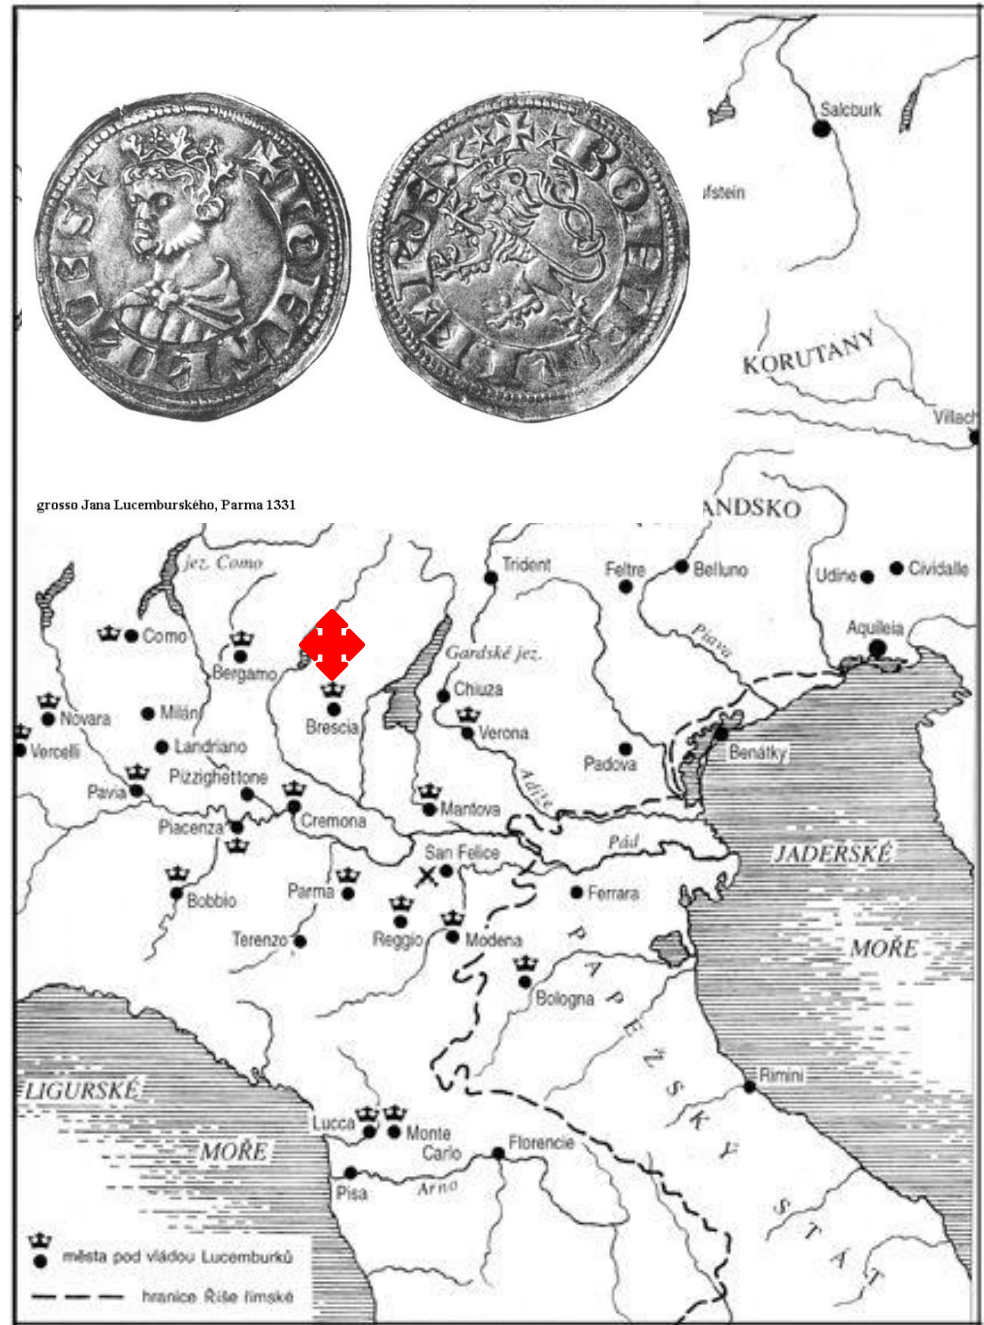 Salcburk
ufstein
KORUTANY
Villach
grosso Jana Lucemburského, Parma 1331
ANDSKO
jez. Como
Trident
Feltre
Belluno
Udine
Cividalle
Como
Bergamo
Gardské jez.
Piava
Aquileia
Chiuza
Novara
Milán
Brescia
Verona
Vercelli
Landriano
Padova
Benátky
Pizzighettone
Pavia
Adiže
Mantova
Piacenza
Cremona
Pád
San Felice
JADERSKÉ
MOŘE
Bobbio
Parma
Ferrara
Terenzo
Reggio
Modena
Bologna
PAPEŽSKÝ STÁT
LIGURSKÉ
MOŘE
Rimini
Lucca
Monte
Carlo
Florencie
Pisa
Arno
města pod vládou Lucemburků
hranice Říše římské